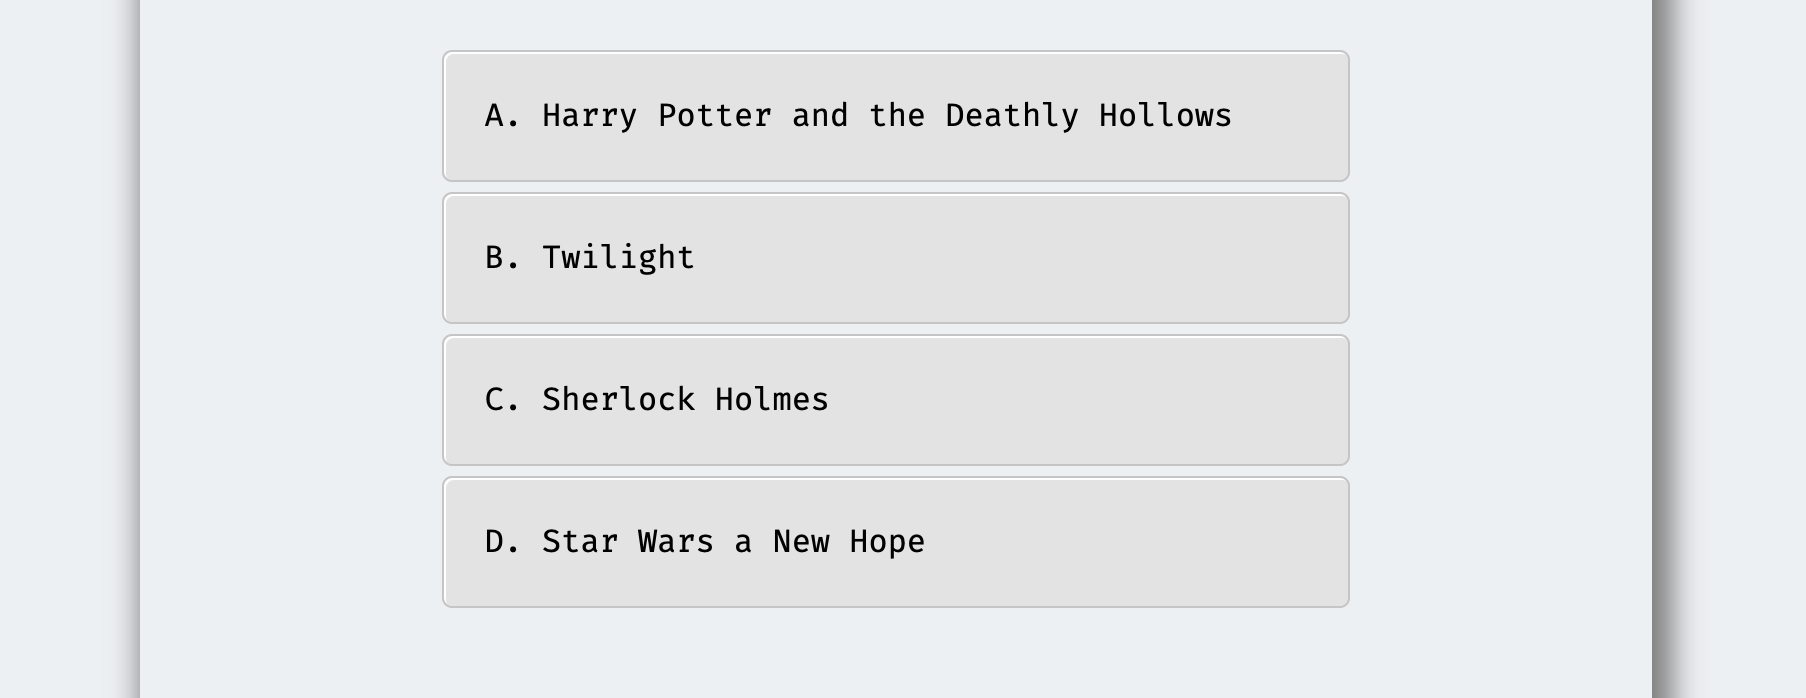 A. Harry Potter and the Deathly Hollows
B. Twilight
C. Sherlock Holmes
D. Star Wars a New Hope